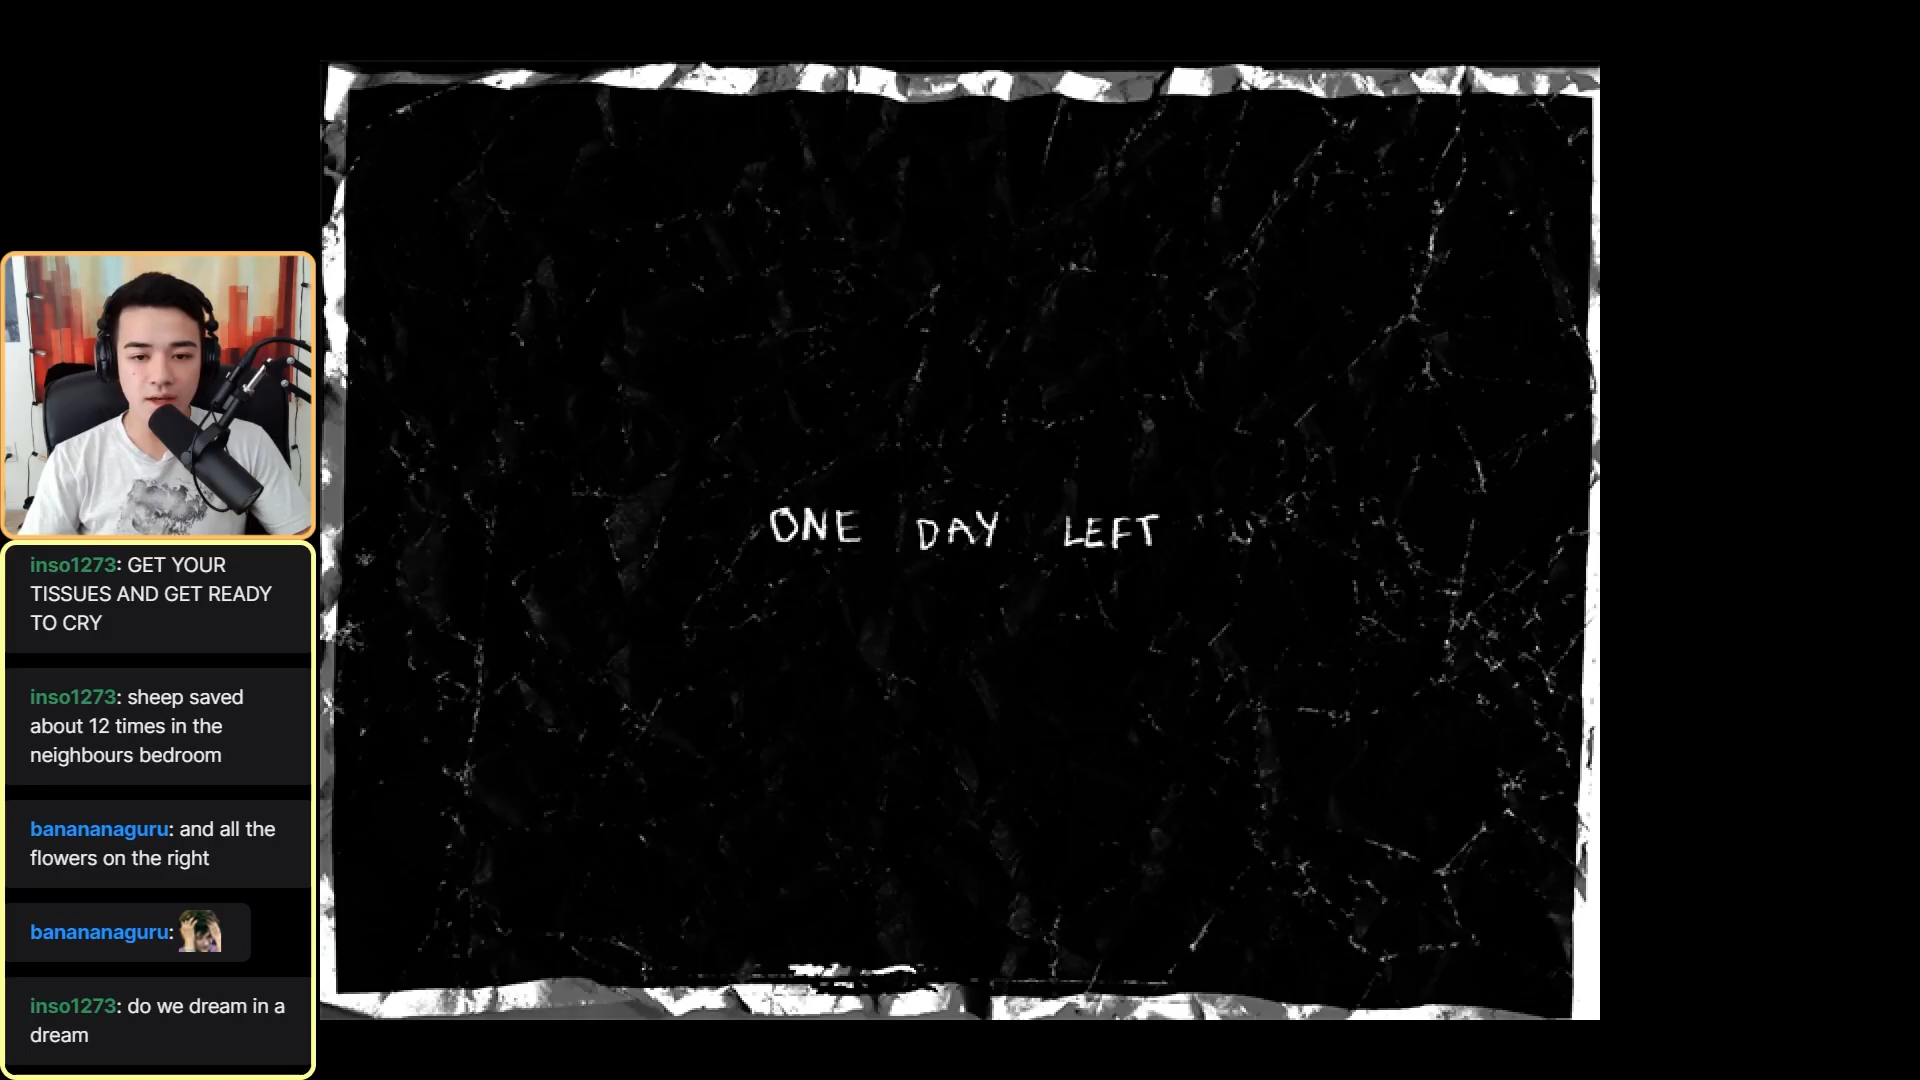 inso1273: GET YOUR
TISSUES AND GET READY
TO CRY
inso1273: sheep saved
about 12 times in the
neighbours bedroom
banananaguru: and all the
flowers on the right
banananaguru:
inso1273: do we dream in a
dream
ONE DAY LEFT